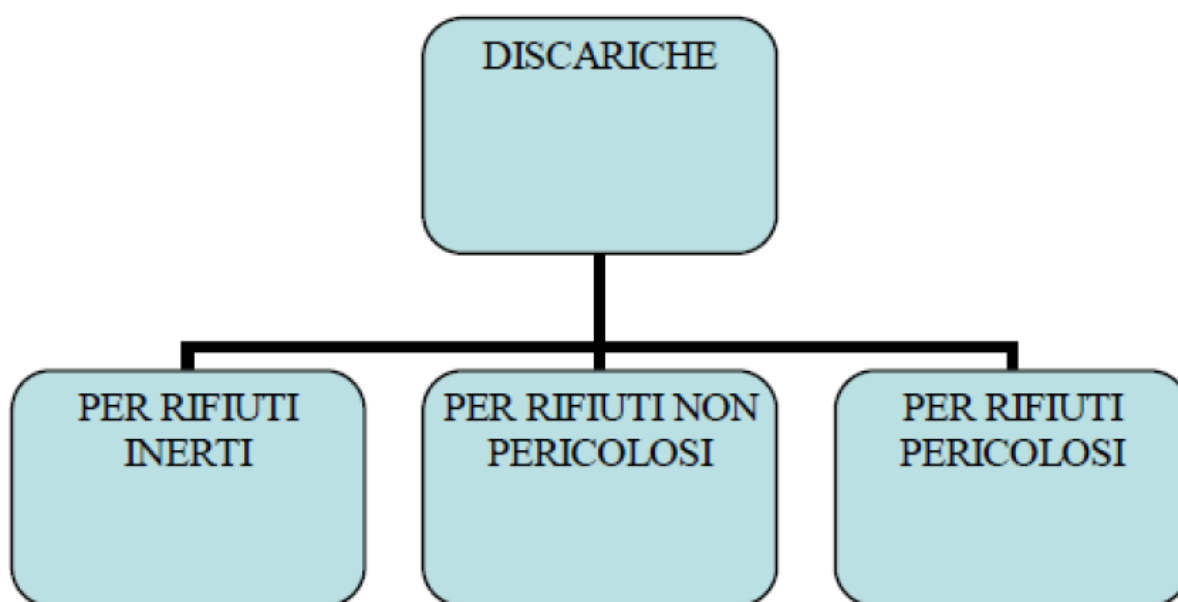 DISCARICHE
PER RIFIUTI
INERTI
PER RIFIUTI NON
PERICOLOSI
PER RIFIUTI
PERICOLOSI